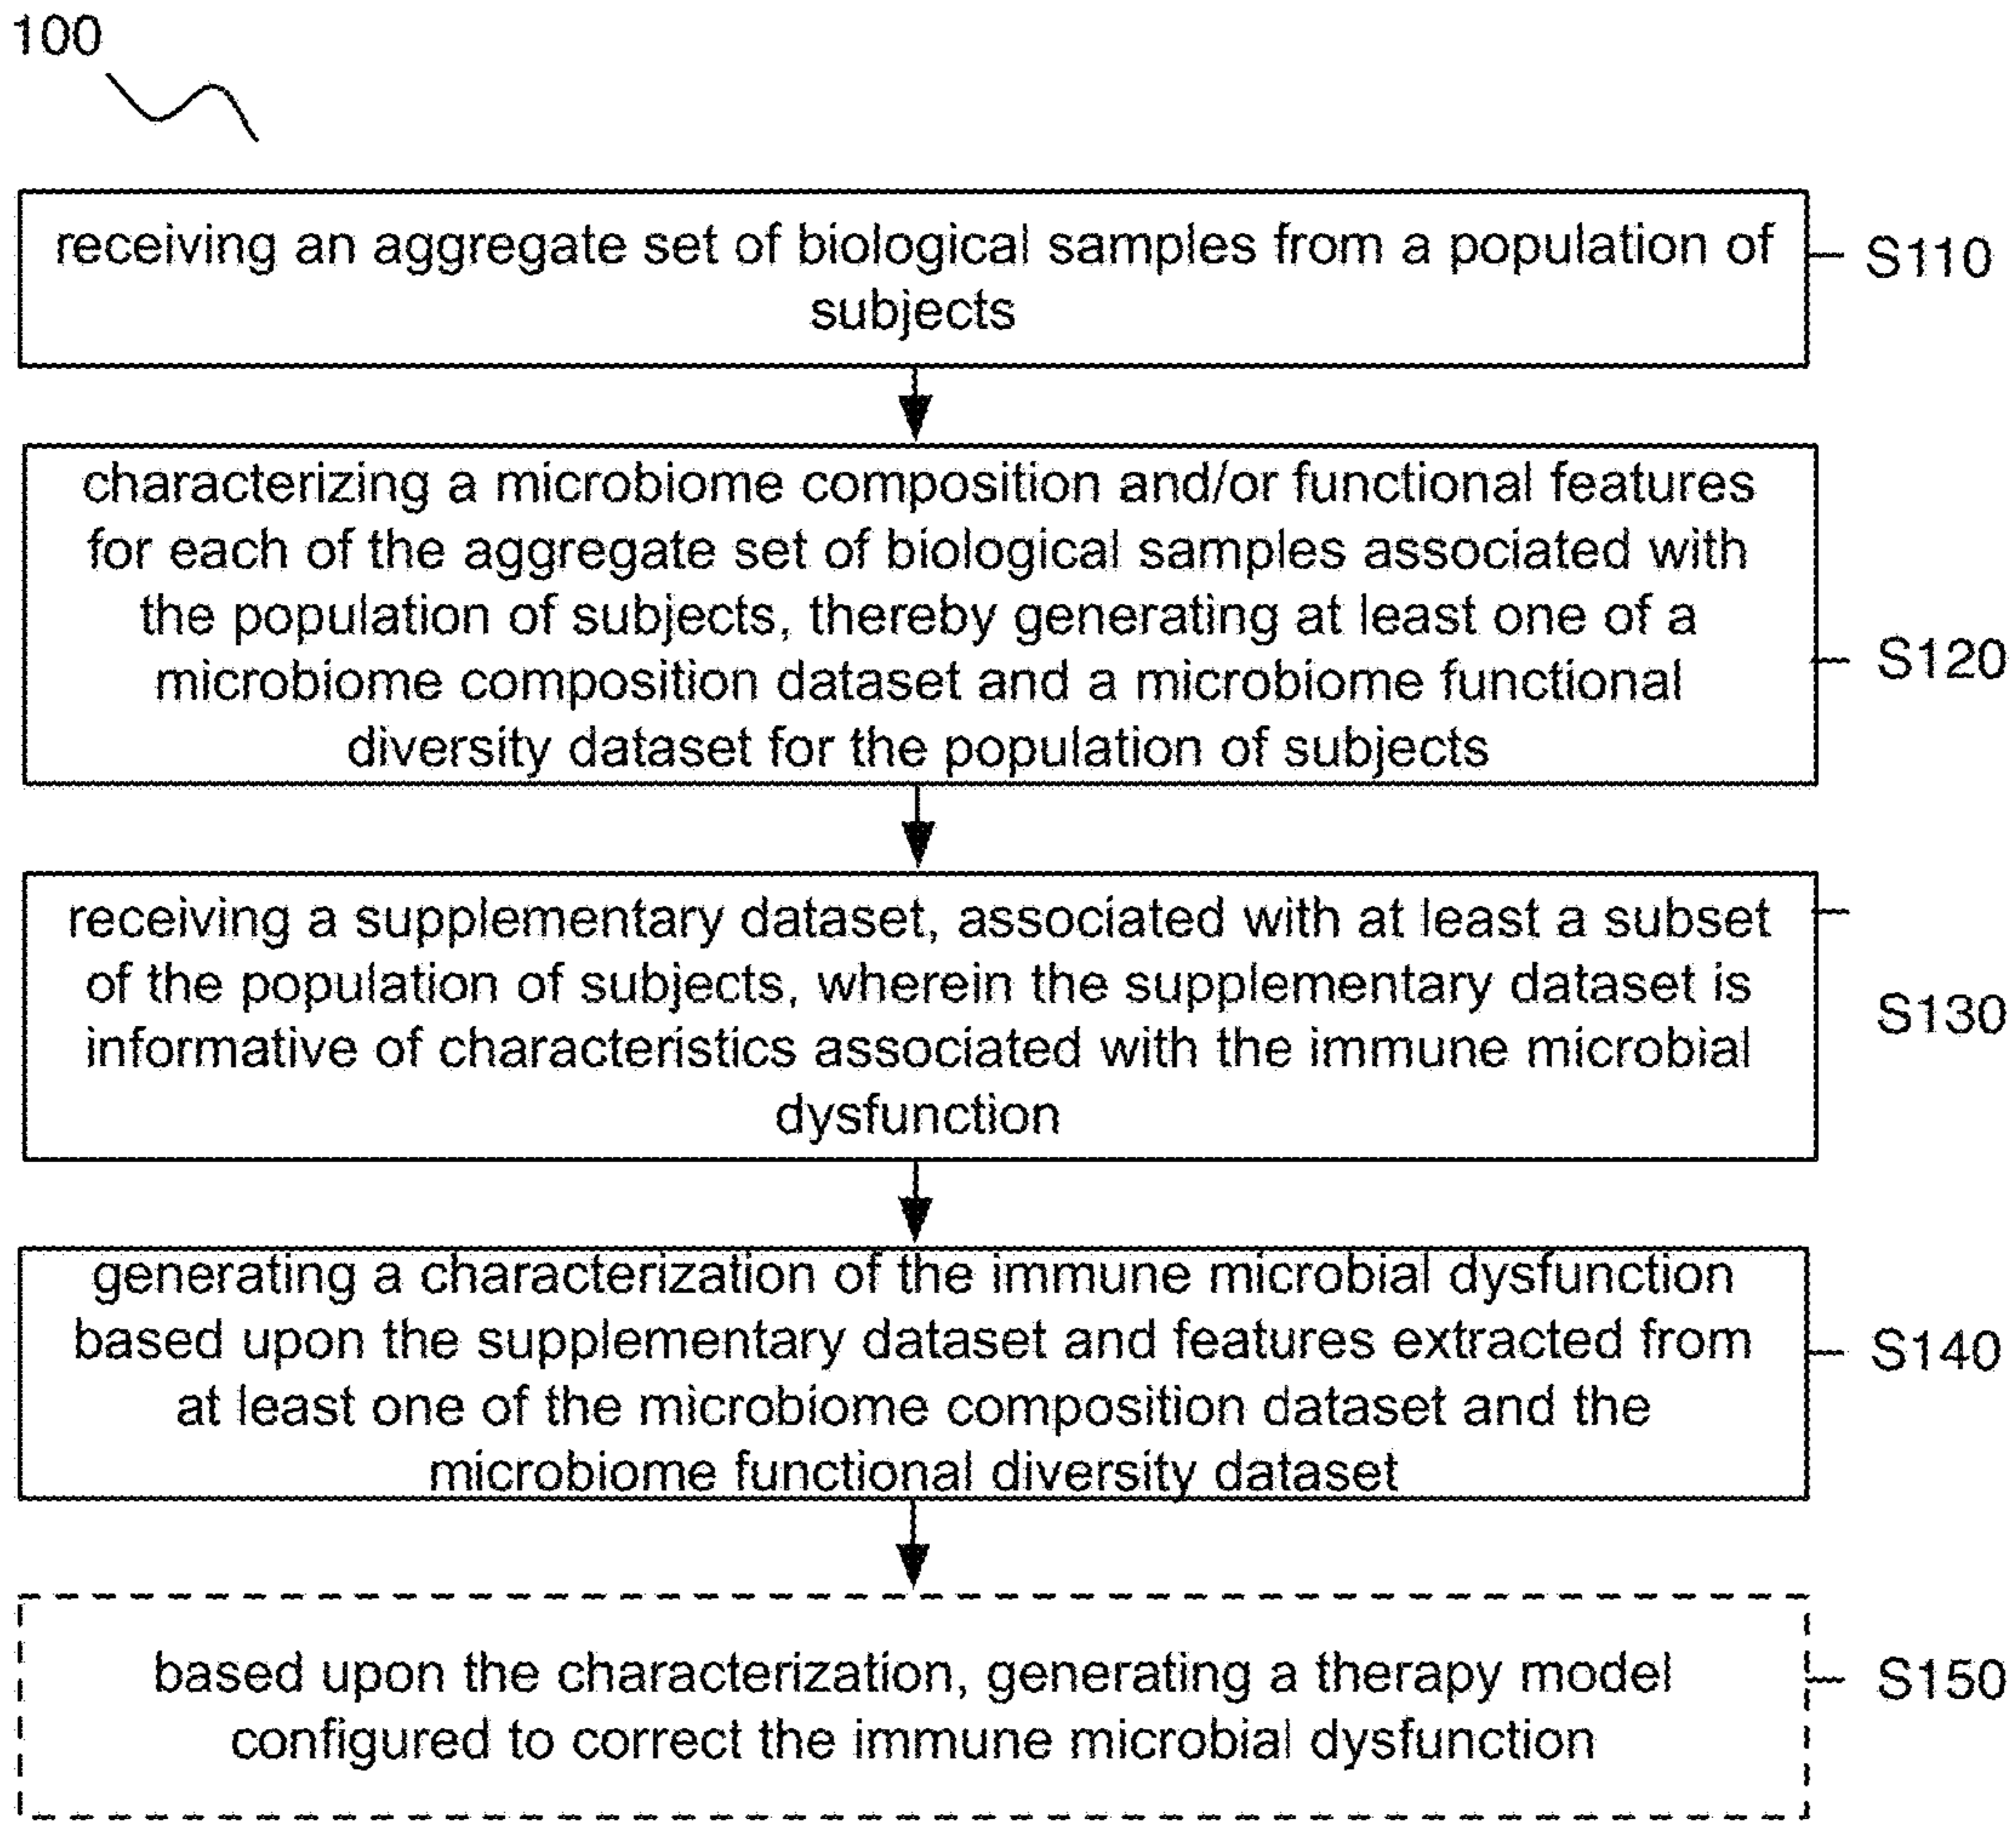 100
receiving an aggregate set of biological samples from a population of
subjects
S110
characterizing a microbiome composition and/or functional features
for each of the aggregate set of biological samples associated with
the population of subjects, thereby generating at least one of a
microbiome composition dataset and a microbiome functional
diversity dataset for the population of subjects
S120
receiving a supplementary dataset, associated with at least a subset
of the population of subjects, wherein the supplementary dataset is
informative of characteristics associated with the immune microbial
dysfunction
S130
generating a characterization of the immune microbial dysfunction
based upon the supplementary dataset and features extracted from
at least one of the microbiome composition dataset and the
microbiome functional diversity dataset
S140
based upon the characterization, generating a therapy model
configured to correct the immune microbial dysfunction
S150